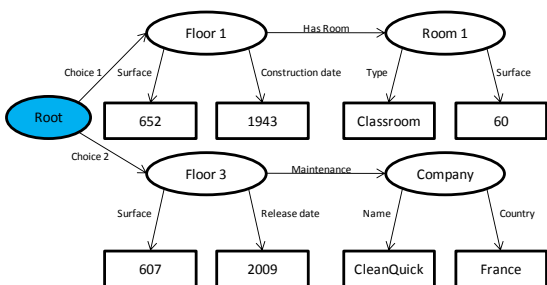 Floor 1
Has Room
Room 1
Choice 1
Surface
Construction date
Type
Surface
Root
652
1943
Classroom
60
Choice 2
Floor 3
Maintenance
Company
Surface
Release date
Name
Country
607
2009
CleanQuick
France